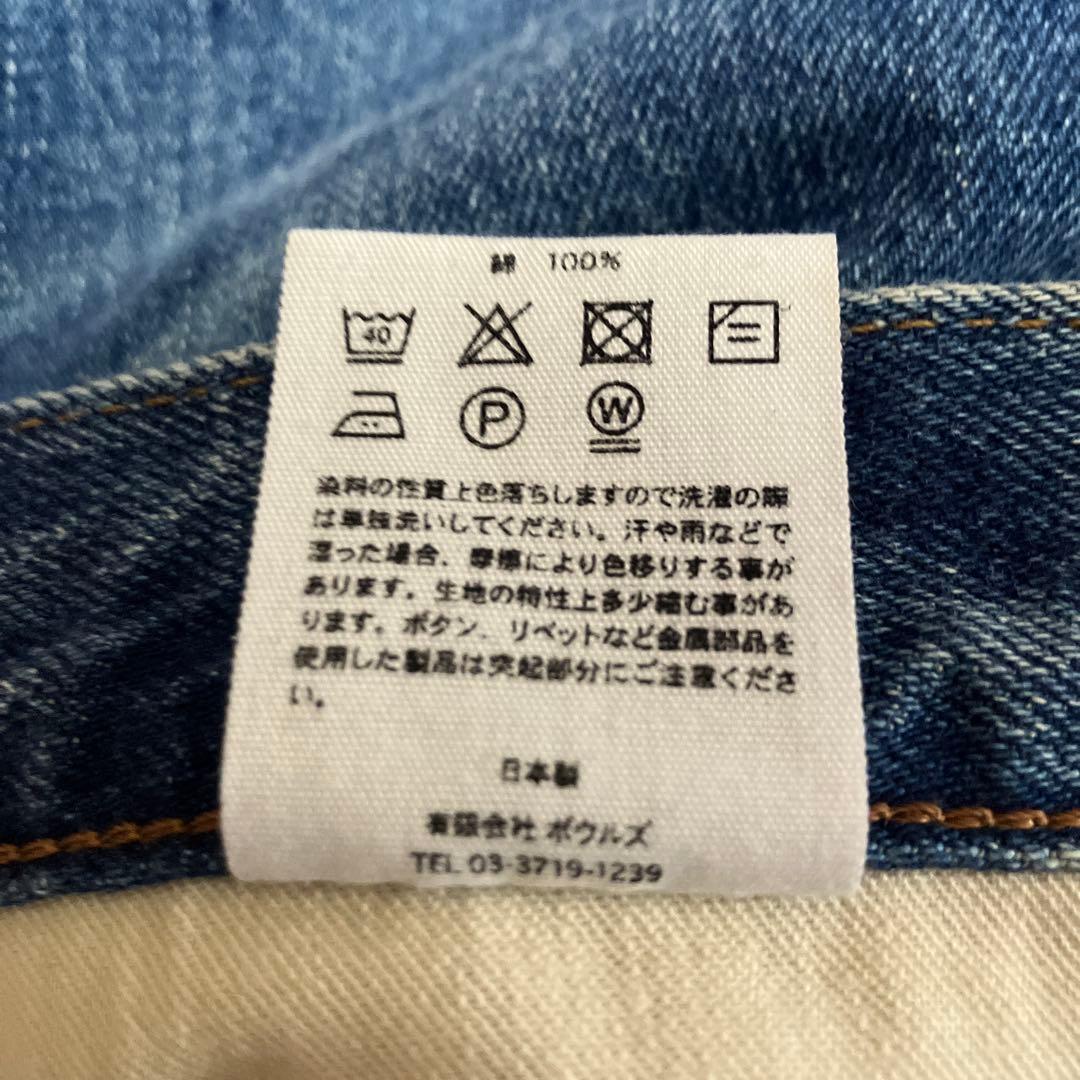 綿 100%
40
P
W
染料の性質上色落ちしますので洗濯の際
は単独洗いしてください。汗や雨などで
湿った場合、摩擦により色移りする事が
あります。生地の特性上多少縮む事があ
ります。ボタン、リベットなど金属部品を
使用した製品は突起部分にご注意くださ
い。
日本製
有限会社 ボウルズ
TEL 03-3719-1239